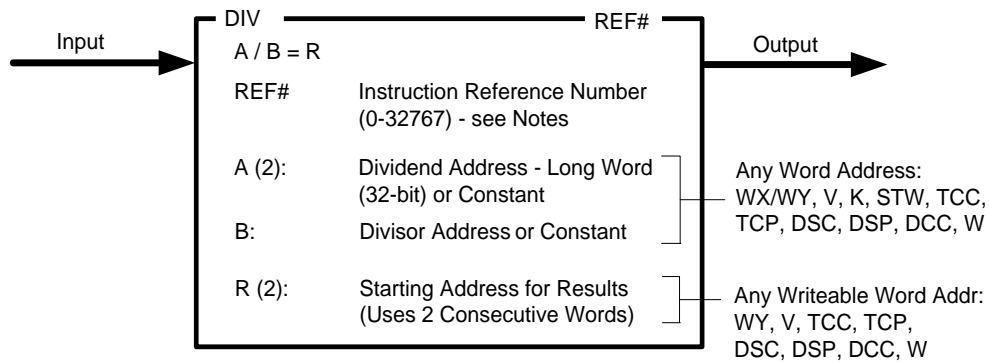 DIV REF#
Input
Output
A / B = R
REF# Instruction Reference Number
(0-32767) - see Notes
A (2): Dividend Address - Long Word
(32-bit) or Constant
B: Divisor Address or Constant
Any Word Address:
WX/WY, V, K, STW, TCC,
TCP, DSC, DSP, DCC, W
R (2): Starting Address for Results
(Uses 2 Consecutive Words)
Any Writeable Word Addr:
WY, V, TCC, TCP,
DSC, DSP, DCC, W